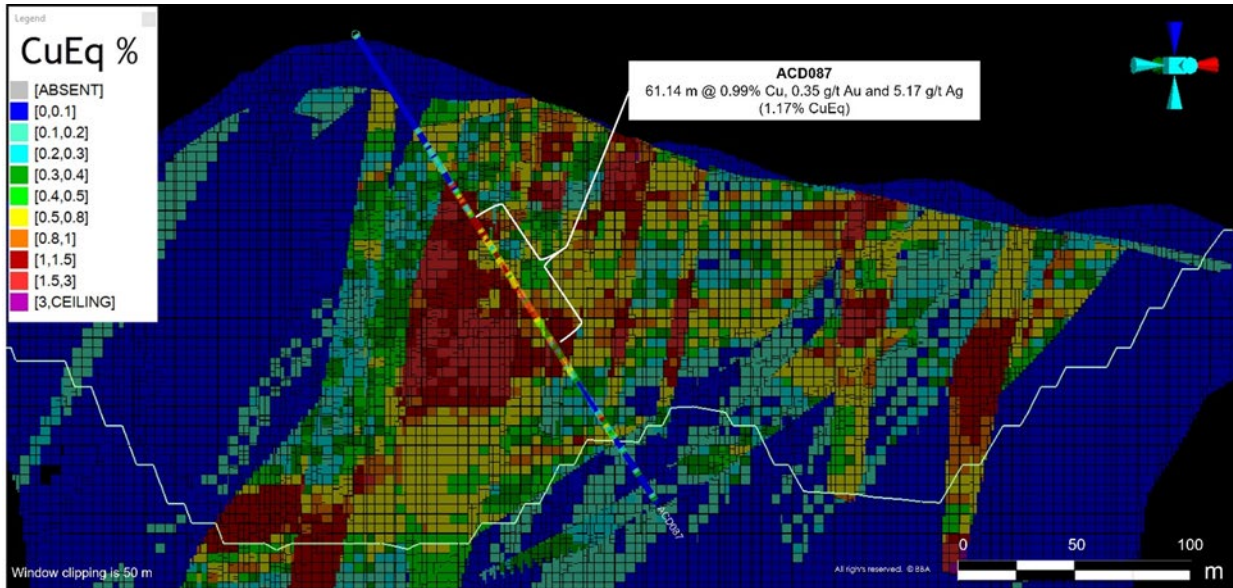 Legend
CuEq %
[ABSENT]
[0,0.1]
[0.1,0.2]
[0.2,0.3]
[0.3,0.4]
[0.4,0.5]
[0.5,0.8]
[0.8,1]
[1,1.5]
[1.5,3]
[3,CEILING]
ACD087
61.14 m @ 0.99% Cu, 0.35 g/t Au and 5.17 g/t Ag
(1.17% CuEq)
ACD087
Window clipping is 50 m
All rights reserved. © BBA
0 50 100
m